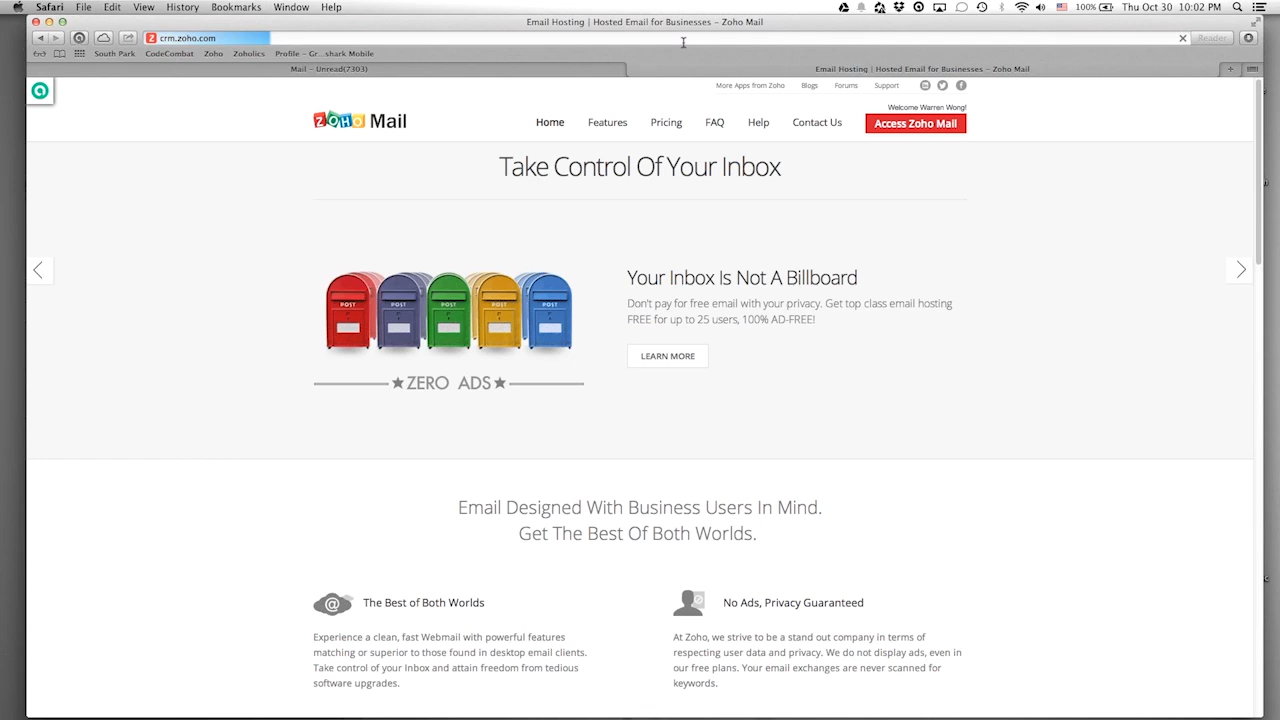 Safari File Edit View History Bookmarks Window Help 100% Thu Oct 30 10:02 PM
Email Hosting | Hosted Email for Businesses – Zoho Mail
crm.zoho.com Reader
South Park CodeCombat Zoho Zoholics Profile – Gr...shark Mobile
Mail – Unread(7303) Email Hosting | Hosted Email for Businesses – Zoho Mail
More Apps from Zoho Blogs Forums Support
Welcome Warren Wong!
ZOHO Mail Home Features Pricing FAQ Help Contact Us Access Zoho Mail
Take Control Of Your Inbox
Your Inbox Is Not A Billboard
Don't pay for free email with your privacy. Get top class email hosting
FREE for up to 25 users, 100% AD-FREE!
LEARN MORE
POST POST POST POST POST
ZERO ADS
Email Designed With Business Users In Mind.
Get The Best Of Both Worlds.
The Best of Both Worlds
Experience a clean, fast Webmail with powerful features
matching or superior to those found in desktop email clients.
Take control of your Inbox and attain freedom from tedious
software upgrades.
No Ads, Privacy Guaranteed
At Zoho, we strive to be a stand out company in terms of
respecting user data and privacy. We do not display ads, even in
our free plans. Your email exchanges are never scanned for
keywords.